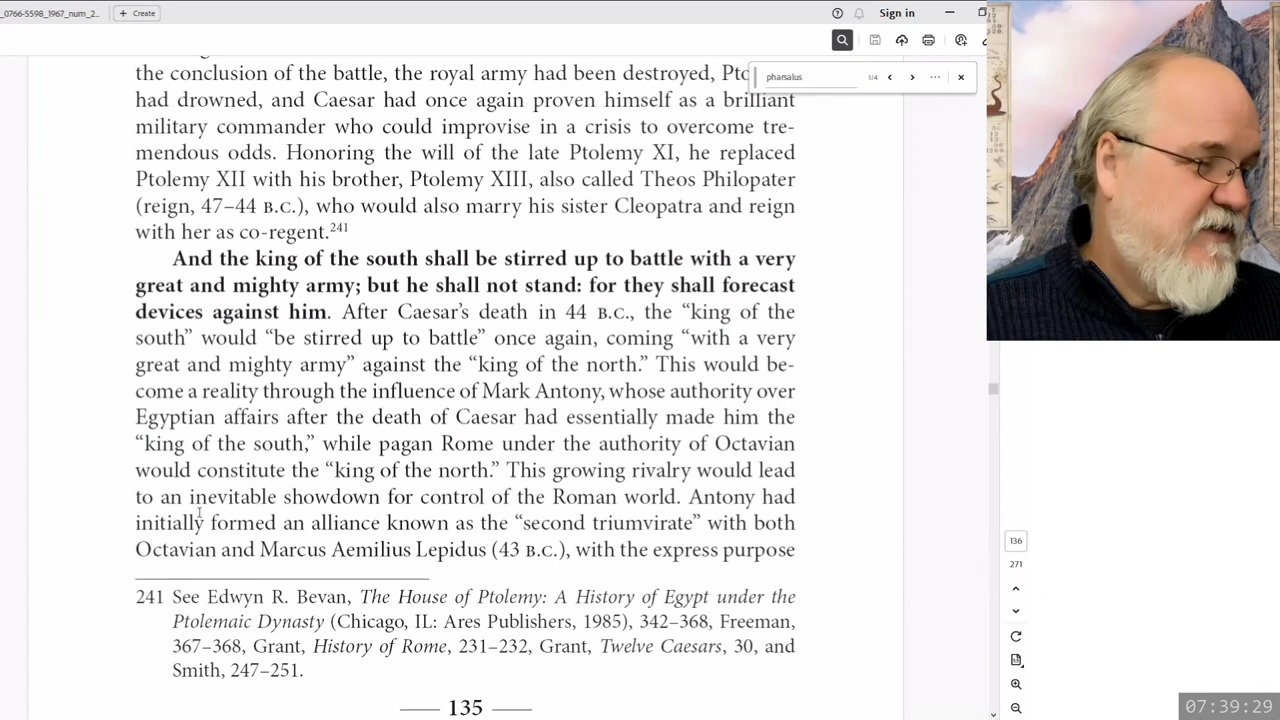 _0766-5598_1967_num_2...
Create
Sign in
pharsalus
1/4
the conclusion of the battle, the royal army had been destroyed,
had drowned, and Caesar had once again proven himself as a brilliant
military commander who could improvise in a crisis to overcome tre-
mendous odds. Honoring the will of the late Ptolemy XI, he replaced
Ptolemy XII with his brother, Ptolemy XIII, also called Theos Philopater
(reign, 47–44 B.C.), who would also marry his sister Cleopatra and reign
with her as co-regent.241
And the king of the south shall be stirred up to battle with a very
great and mighty army; but he shall not stand: for they shall forecast
devices against him. After Caesar's death in 44 B.C., the “king of the
south” would “be stirred up to battle” once again, coming “with a very
great and mighty army” against the “king of the north.” This would be-
come a reality through the influence of Mark Antony, whose authority over
Egyptian affairs after the death of Caesar had essentially made him the
“king of the south,” while pagan Rome under the authority of Octavian
would constitute the “king of the north.” This growing rivalry would lead
to an inevitable showdown for control of the Roman world. Antony had
initially formed an alliance known as the “second triumvirate” with both
Octavian and Marcus Aemilius Lepidus (43 B.C.), with the express purpose
241 See Edwyn R. Bevan, The House of Ptolemy: A History of Egypt under the
Ptolemaic Dynasty (Chicago, IL: Ares Publishers, 1985), 342–368, Freeman,
367–368, Grant, History of Rome, 231–232, Grant, Twelve Caesars, 30, and
Smith, 247–251.
135
136
271
07:39:29